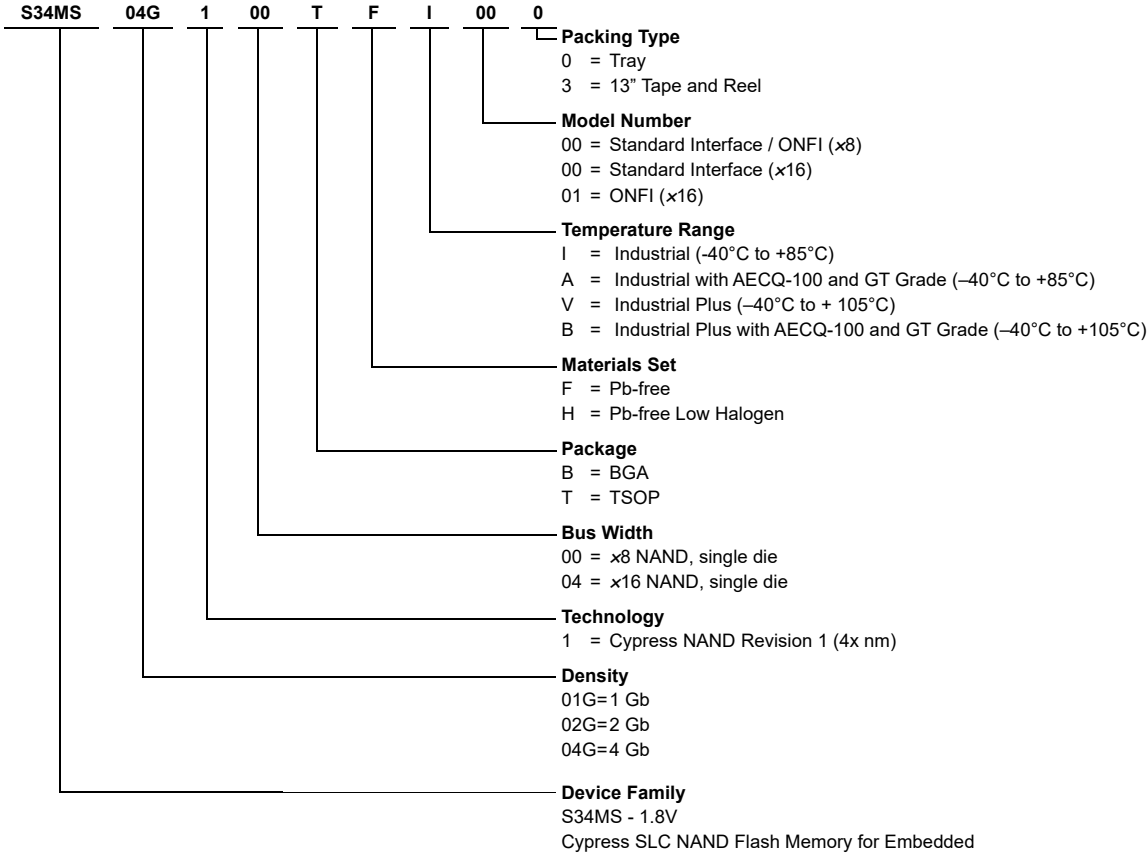 S34MS 04G 1 00 T F I 00 0
Packing Type
0 = Tray
3 = 13” Tape and Reel
Model Number
00 = Standard Interface / ONFI (×8)
00 = Standard Interface (×16)
01 = ONFI (×16)
Temperature Range
I = Industrial (-40°C to +85°C)
A = Industrial with AECQ-100 and GT Grade (–40°C to +85°C)
V = Industrial Plus (–40°C to + 105°C)
B = Industrial Plus with AECQ-100 and GT Grade (–40°C to +105°C)
Materials Set
F = Pb-free
H = Pb-free Low Halogen
Package
B = BGA
T = TSOP
Bus Width
00 = ×8 NAND, single die
04 = ×16 NAND, single die
Technology
1 = Cypress NAND Revision 1 (4x nm)
Density
01G=1 Gb
02G=2 Gb
04G=4 Gb
Device Family
S34MS - 1.8V
Cypress SLC NAND Flash Memory for Embedded